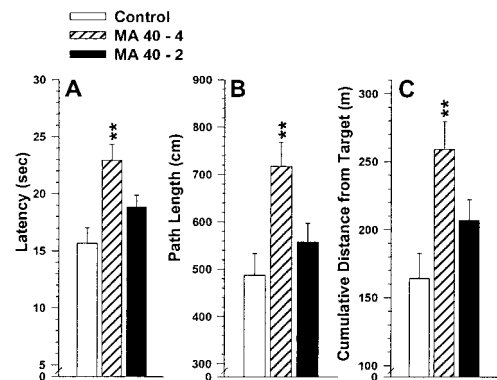 Control
MA 40 - 4
MA 40 - 2
A
Latency (sec)
30
25
20
15
10
5
0
**
B
Path Length (cm)
900
800
700
600
500
400
300
0
**
C
Cumulative Distance from Target (m)
300
250
200
150
100
0
**